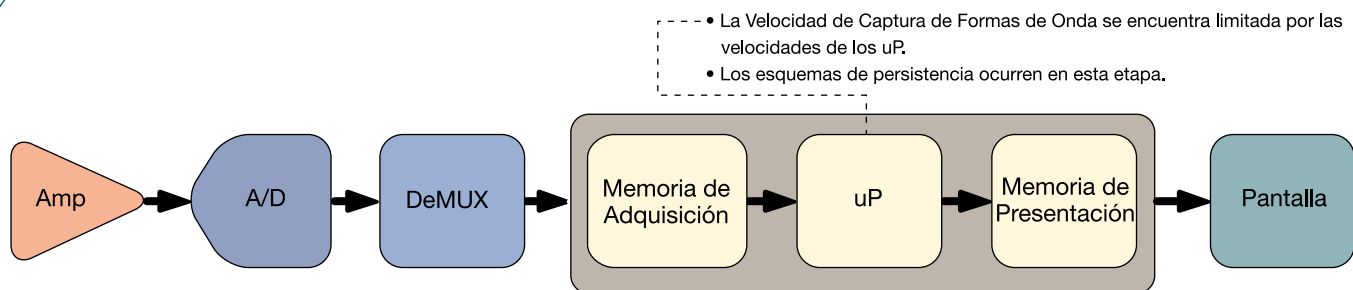 • La Velocidad de Captura de Formas de Onda se encuentra limitada por las
velocidades de los uP.
• Los esquemas de persistencia ocurren en esta etapa.
Amp
A/D
DeMUX
Memoria de
Adquisición
uP
Memoria de
Presentación
Pantalla